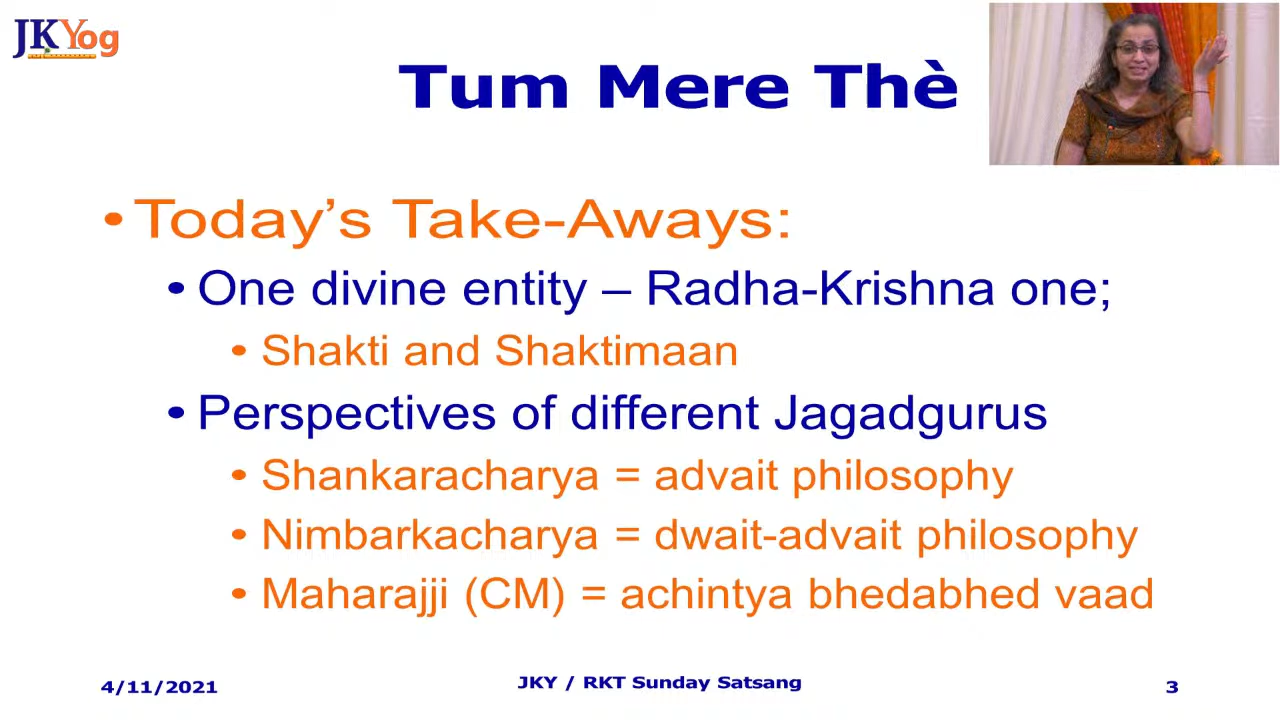 JKYog
Tum Mere Thè
• Today’s Take-Aways:
• One divine entity – Radha-Krishna one;
• Shakti and Shaktimaan
• Perspectives of different Jagadgurus
• Shankaracharya = advait philosophy
• Nimbarkacharya = dwait-advait philosophy
• Maharajji (CM) = achintya bhedabhed vaad
4/11/2021
JKY / RKT Sunday Satsang
3